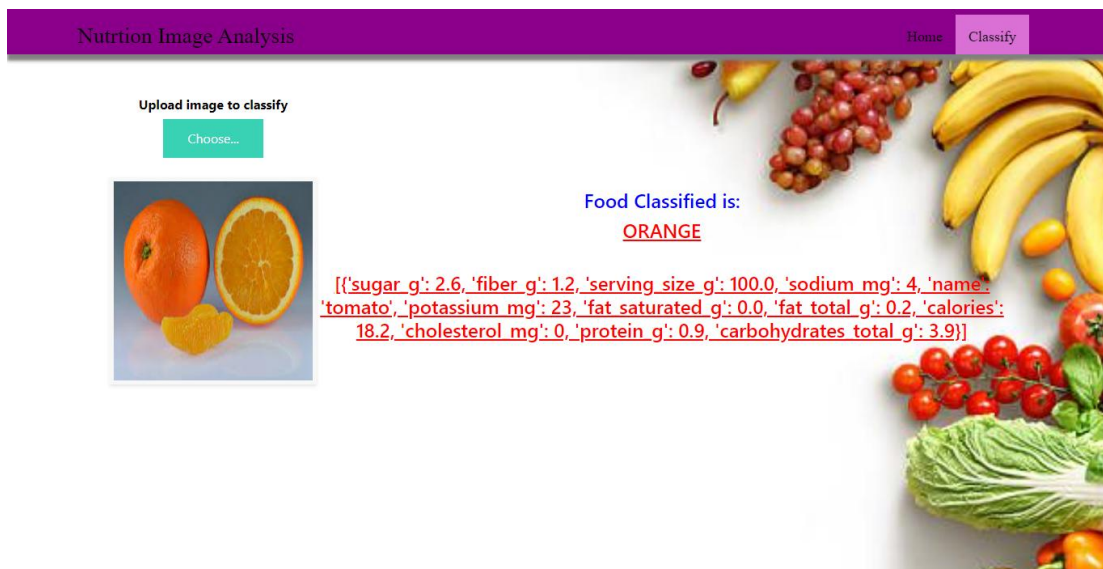 Nutrtion Image Analysis
Home
Classify
Upload image to classify
Choose...
Food Classified is:
ORANGE
[{'sugar_g': 2.6, 'fiber_g': 1.2, 'serving_size_g': 100.0, 'sodium_mg': 4, 'name':
'tomato', 'potassium_mg': 23, 'fat_saturated_g': 0.0, 'fat_total_g': 0.2, 'calories':
18.2, 'cholesterol_mg': 0, 'protein_g': 0.9, 'carbohydrates_total_g': 3.9}]